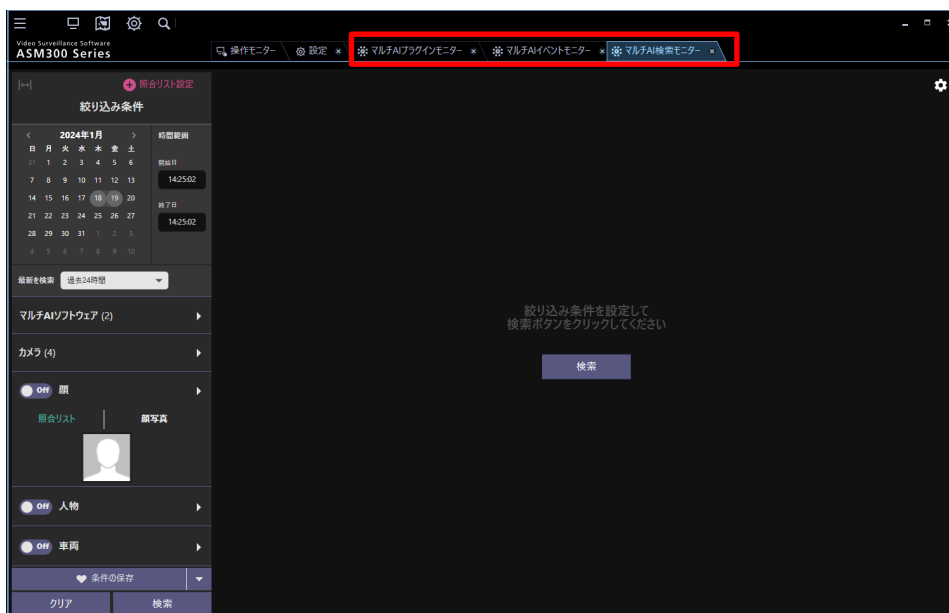 Video Surveillance Software
ASM300 Series
操作モニター
設定
マルチAIプラグインモニター
マルチAIイベントモニター
マルチAI検索モニター
照合リスト設定
絞り込み条件
2024年1月
日 月 火 水 木 金 土
31 1 2 3 4 5 6
7 8 9 10 11 12 13
14 15 16 17 18 19 20
21 22 23 24 25 26 27
28 29 30 31 1 2 3
4 5 6 7 8 9 10
時間範囲
開始日
14:25:02
終了日
14:25:02
最新を検索 過去24時間
マルチAIソフトウェア (2)
カメラ (4)
Off 顔
照合リスト 顔写真
Off 人物
Off 車両
条件の保存
クリア 検索
絞り込み条件を設定して
検索ボタンをクリックしてください
検索